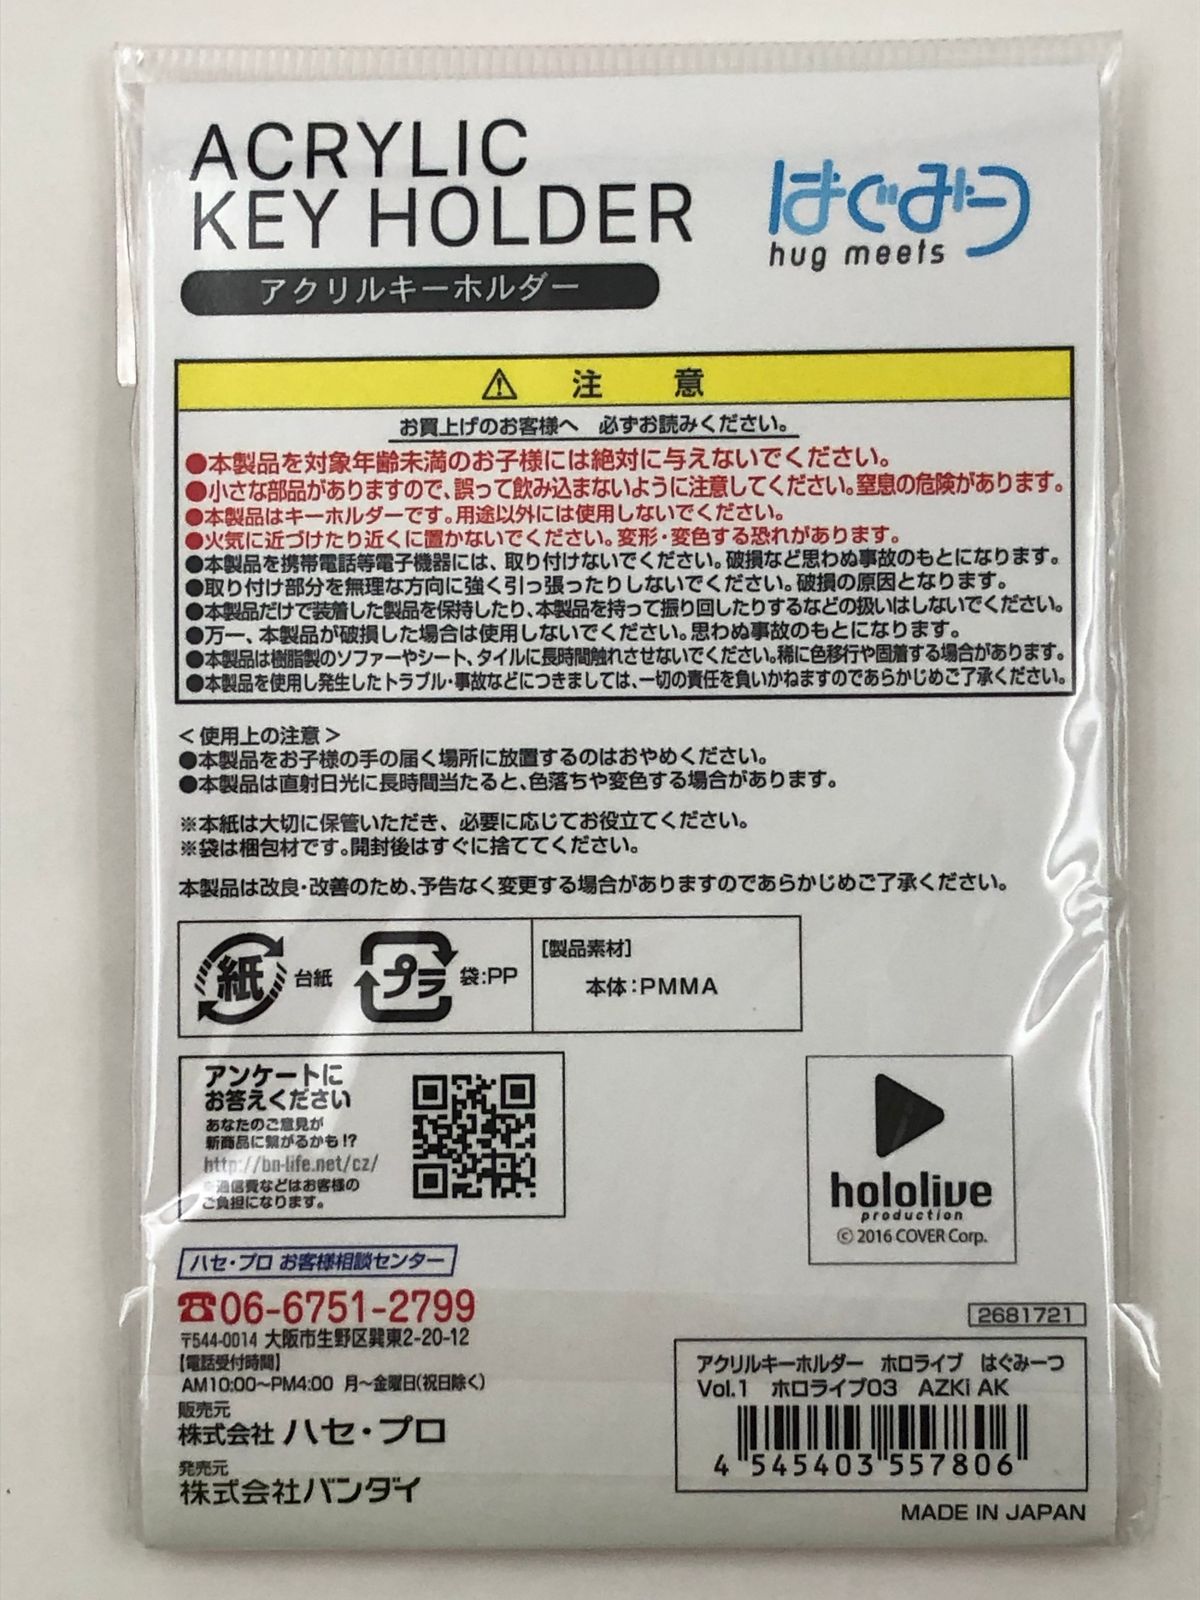 ACRYLIC
KEY HOLDER
アクリルキーホルダー
はぐみーつ
hug meets
注 意
お買上げのお客様へ 必ずお読みください。
●本製品を対象年齢未満のお子様には絶対に与えないでください。
●小さな部品がありますので、誤って飲み込まないように注意してください。窒息の危険があります。
●本製品はキーホルダーです。用途以外には使用しないでください。
●火気に近づけたり近くに置かないでください。変形・変色する恐れがあります。
●本製品を携帯電話等電子機器には、取り付けないでください。破損など思わぬ事故のもとになります。
●取り付け部分を無理な方向に強く引っ張ったりしないでください。破損の原因となります。
●本製品だけで装着した製品を保持したり、本製品を持って振り回したりするなどの扱いはしないでください。
●万一、本製品が破損した場合は使用しないでください。思わぬ事故のもとになります。
●本製品は樹脂製のソファーやシート、タイルに長時間触れさせないでください。稀に色移行や固着する場合があります。
●本製品を使用し発生したトラブル・事故などにつきましては、一切の責任を負いかねますのであらかじめご了承ください。
＜使用上の注意＞
●本製品をお子様の手の届く場所に放置するのはおやめください。
●本製品は直射日光に長時間当たると、色落ちや変色する場合があります。
※本紙は大切に保管いただき、必要に応じてお役立てください。
※袋は梱包材です。開封後はすぐに捨ててください。
本製品は改良・改善のため、予告なく変更する場合がありますのであらかじめご了承ください。
紙 台紙 プラ 袋:PP
[製品素材]
本体:PMMA
アンケートに
お答えください
あなたのご意見が
新商品に繋がるかも!?
http://bn-life.net/cz/
※通信費などはお客様の
ご負担になります。
hololive
production
© 2016 COVER Corp.
ハセ・プロ お客様相談センター
☎06-6751-2799
〒544-0014 大阪市生野区巽東2-20-12
【電話受付時間】
AM10:00～PM4:00 月～金曜日(祝日除く)
販売元
株式会社 ハセ・プロ
発売元
株式会社バンダイ
2681721
アクリルキーホルダー ホロライブ はぐみーつ
Vol.1 ホロライブ03 AZKi AK
4 545403 557806
MADE IN JAPAN